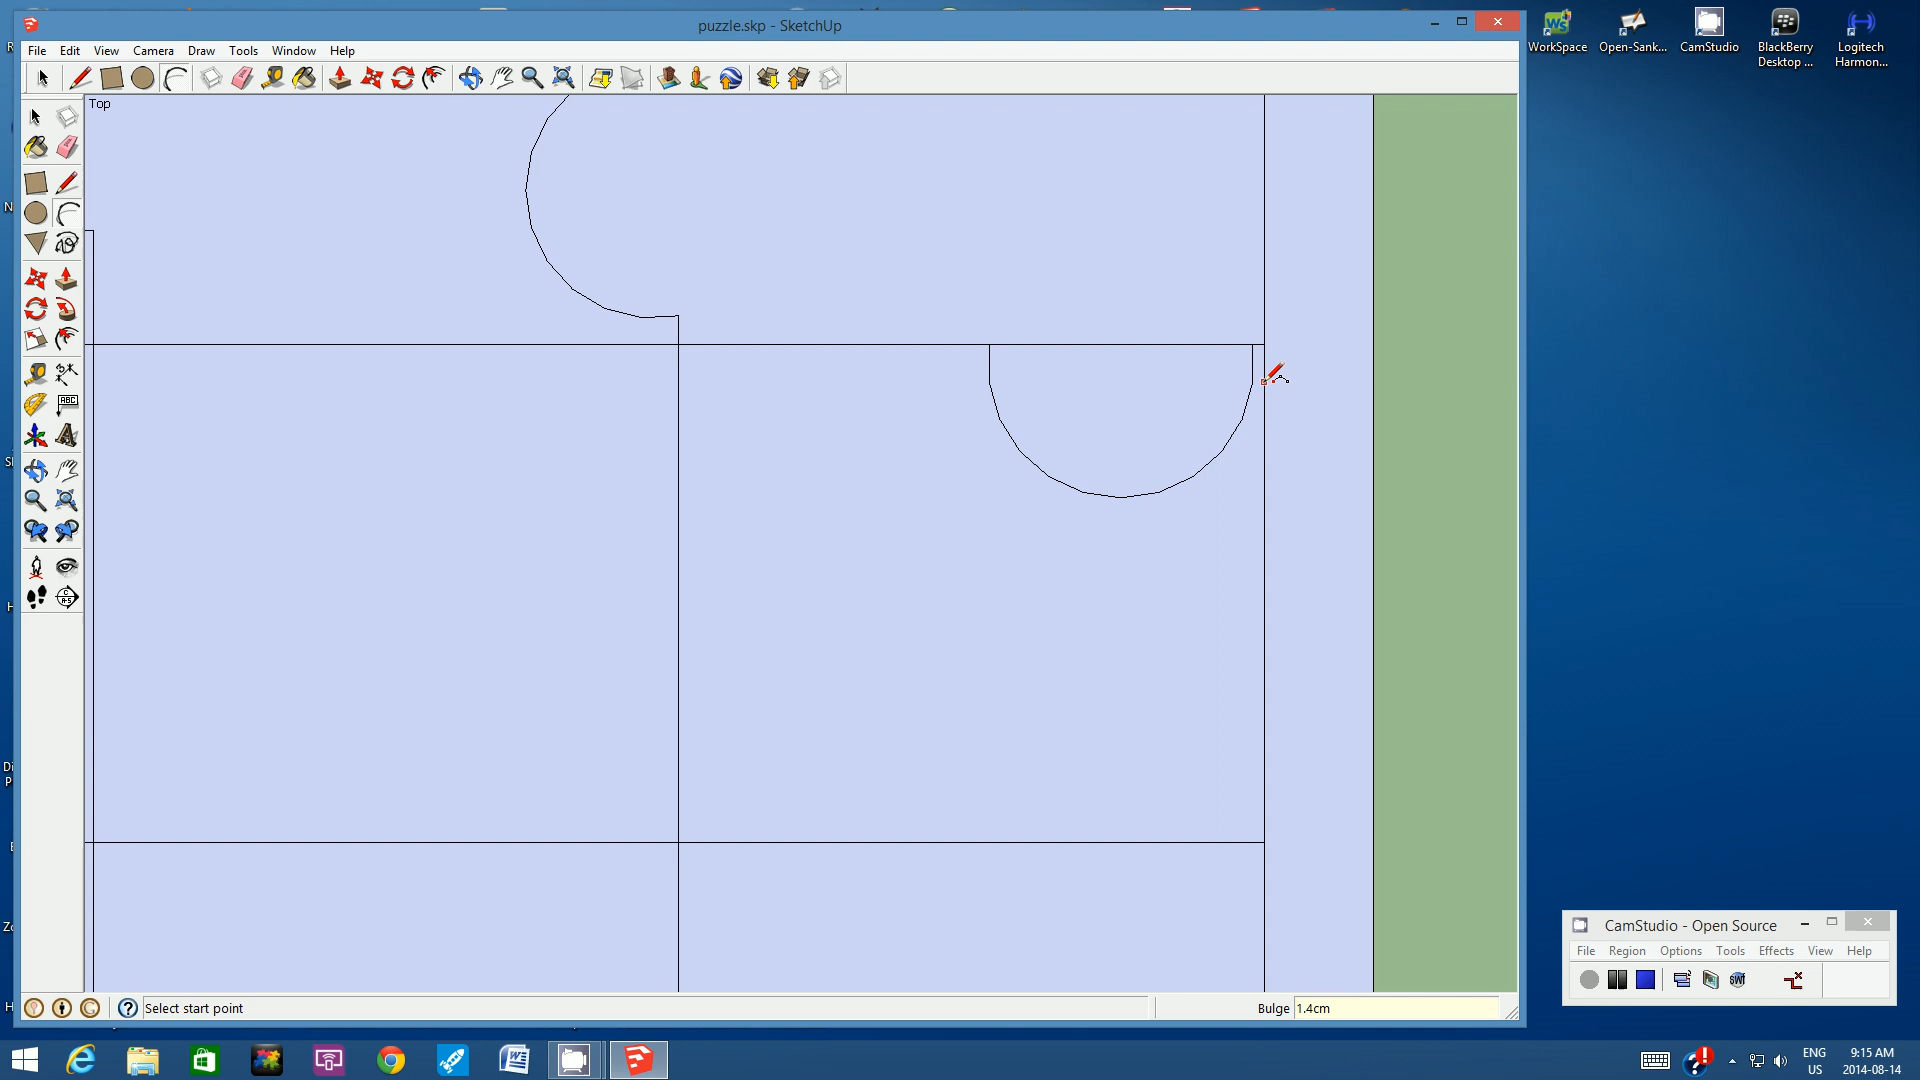 puzzle.skp - SketchUp
File Edit View Camera Draw Tools Window Help
Top
Select start point
Bulge 1.4cm
WorkSpace
Open-Sank...
CamStudio
BlackBerry
Desktop ...
Logitech
Harmon...
CamStudio - Open Source
File Region Options Tools Effects View Help
ENG
US
9:15 AM
2014-08-14